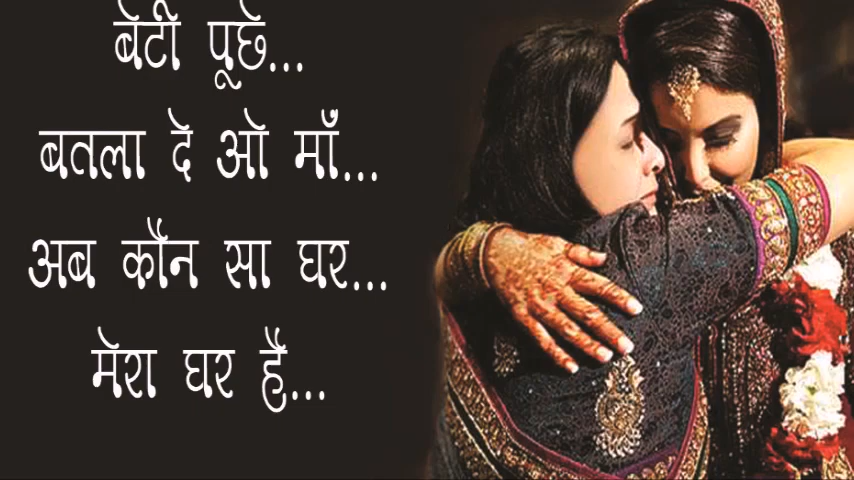 बेटी पूछे...
बतला दे ओ माँ...
अब कौन सा घर...
मेरा घर है...